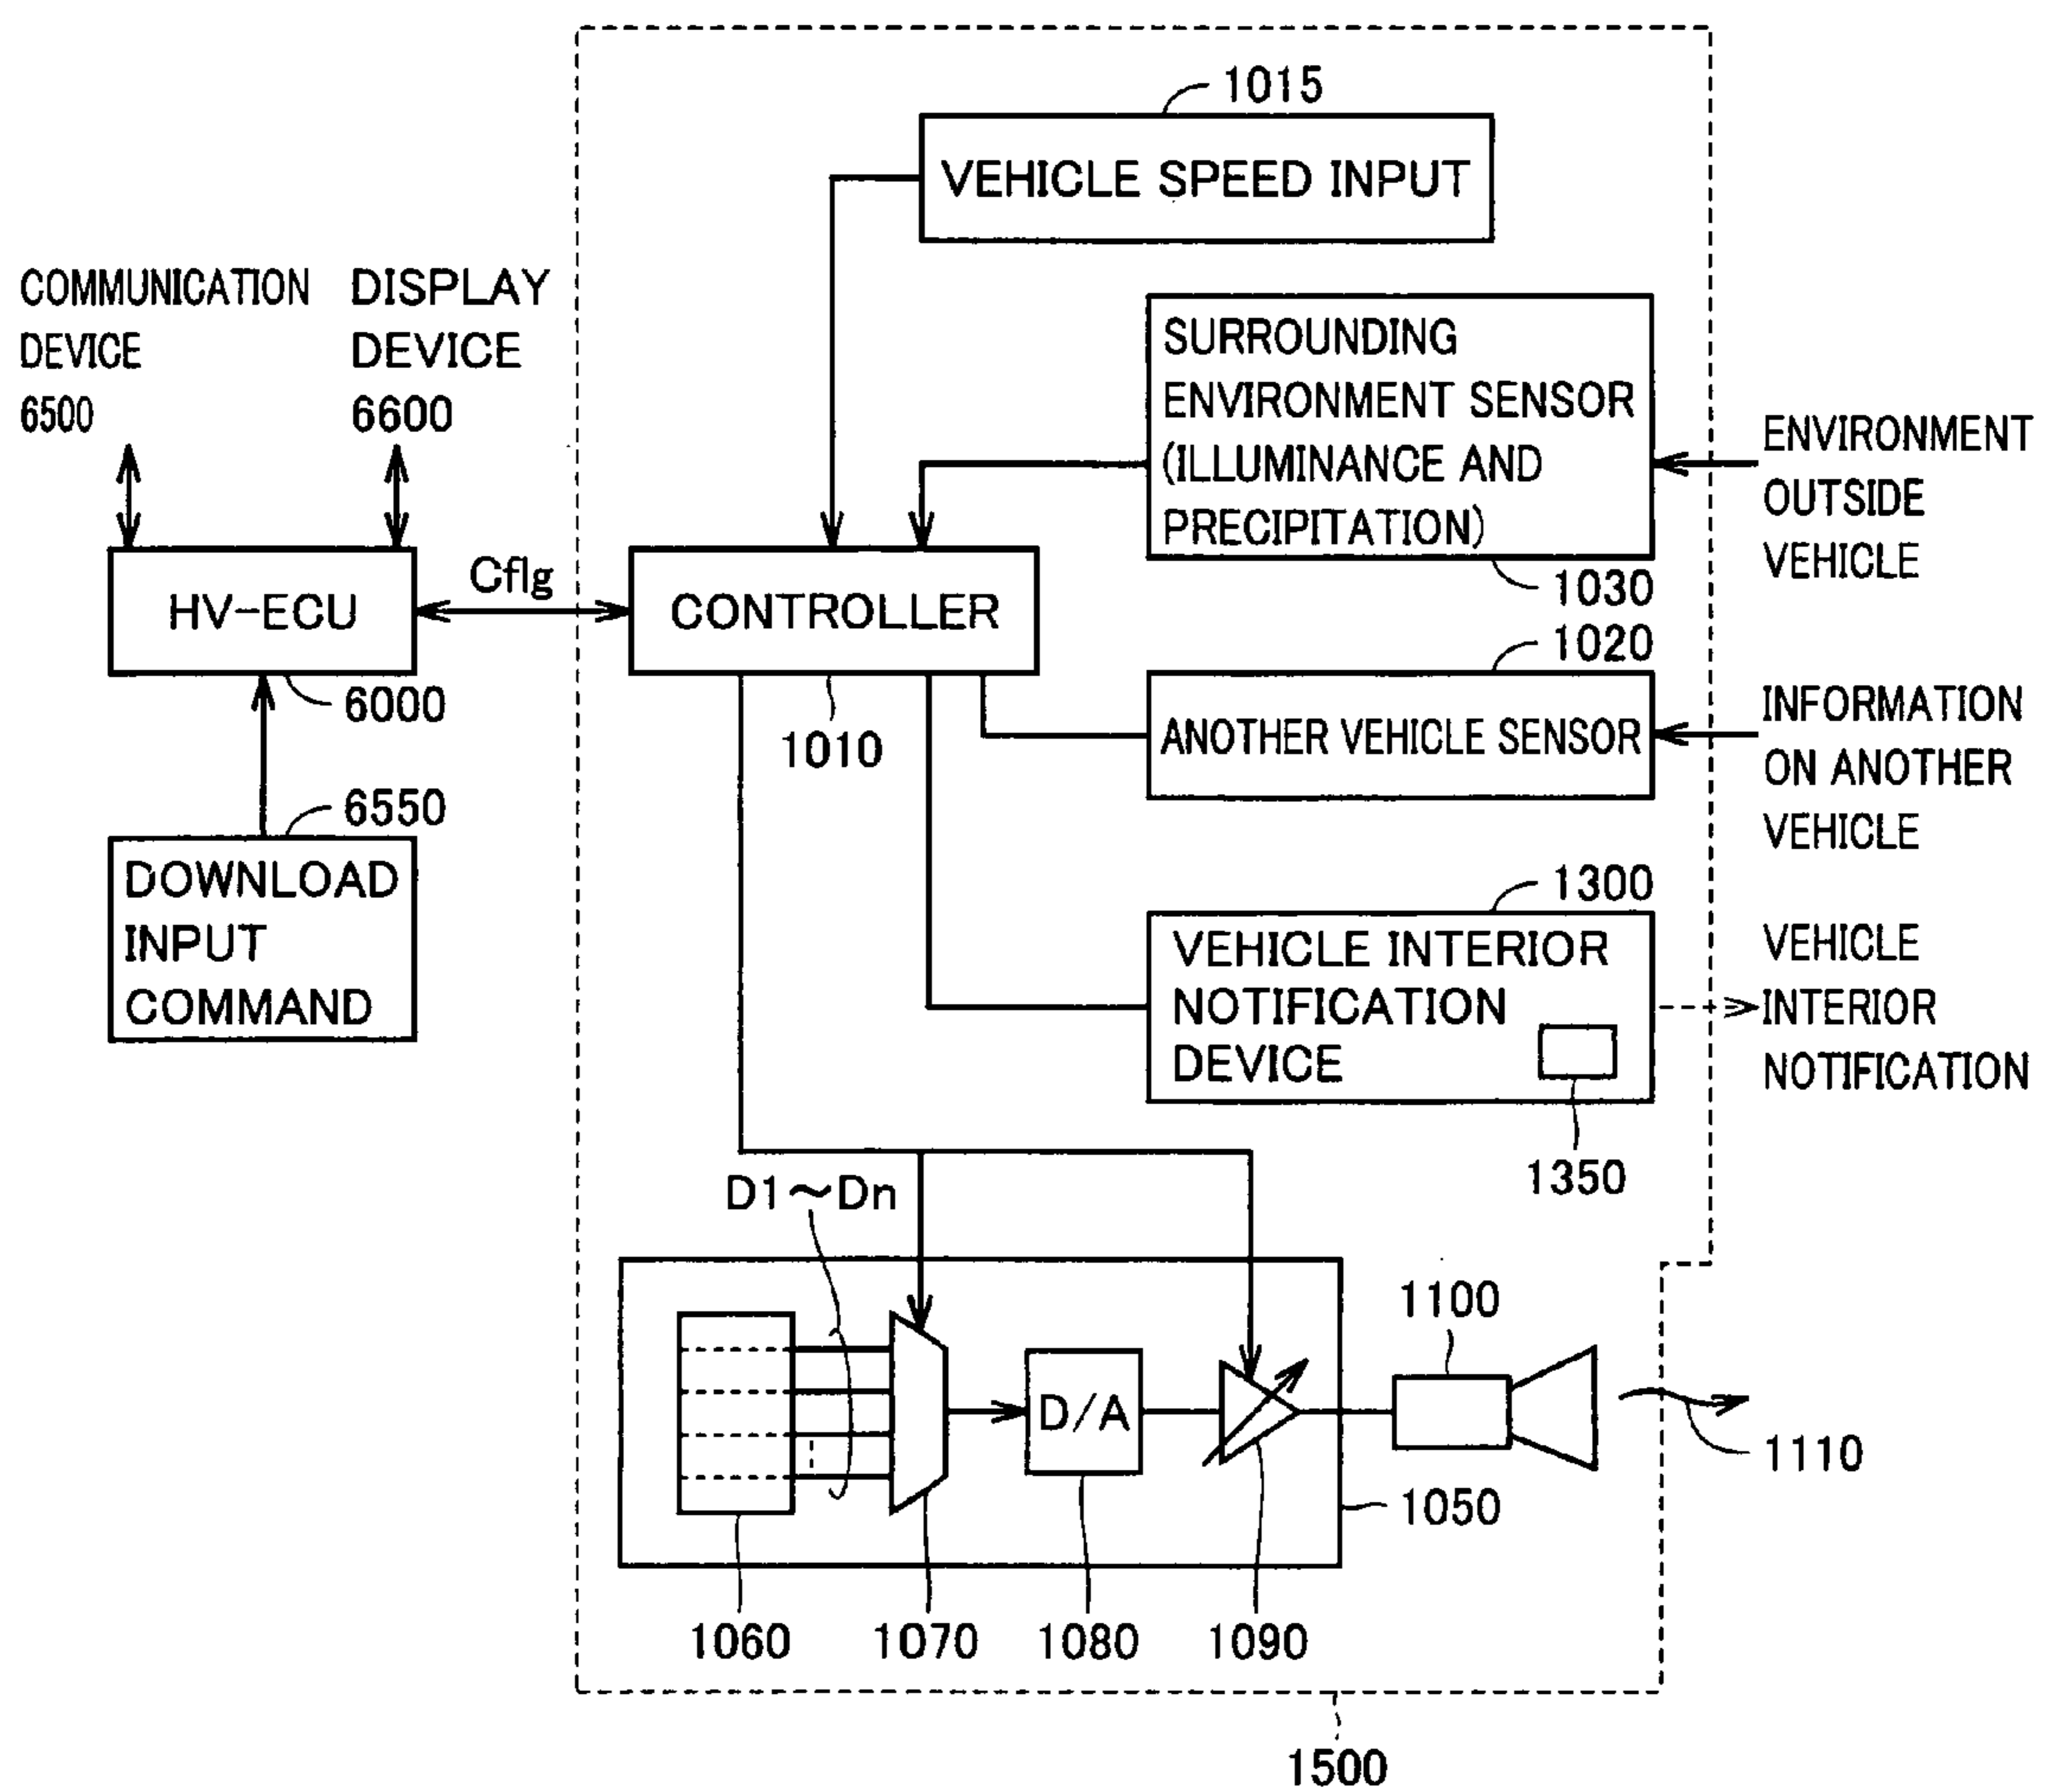 1015
VEHICLE SPEED INPUT
COMMUNICATION
DEVICE
6500
DISPLAY
DEVICE
6600
SURROUNDING
ENVIRONMENT SENSOR
(ILLUMINANCE AND
PRECIPITATION)
1030
ENVIRONMENT
OUTSIDE
VEHICLE
HV-ECU
6000
Cflg
CONTROLLER
1010
1020
ANOTHER VEHICLE SENSOR
INFORMATION
ON ANOTHER
VEHICLE
6550
DOWNLOAD
INPUT
COMMAND
1300
VEHICLE INTERIOR
NOTIFICATION
DEVICE
1350
VEHICLE
INTERIOR
NOTIFICATION
D1~Dn
D/A
1100
1110
1050
1060
1070
1080
1090
1500